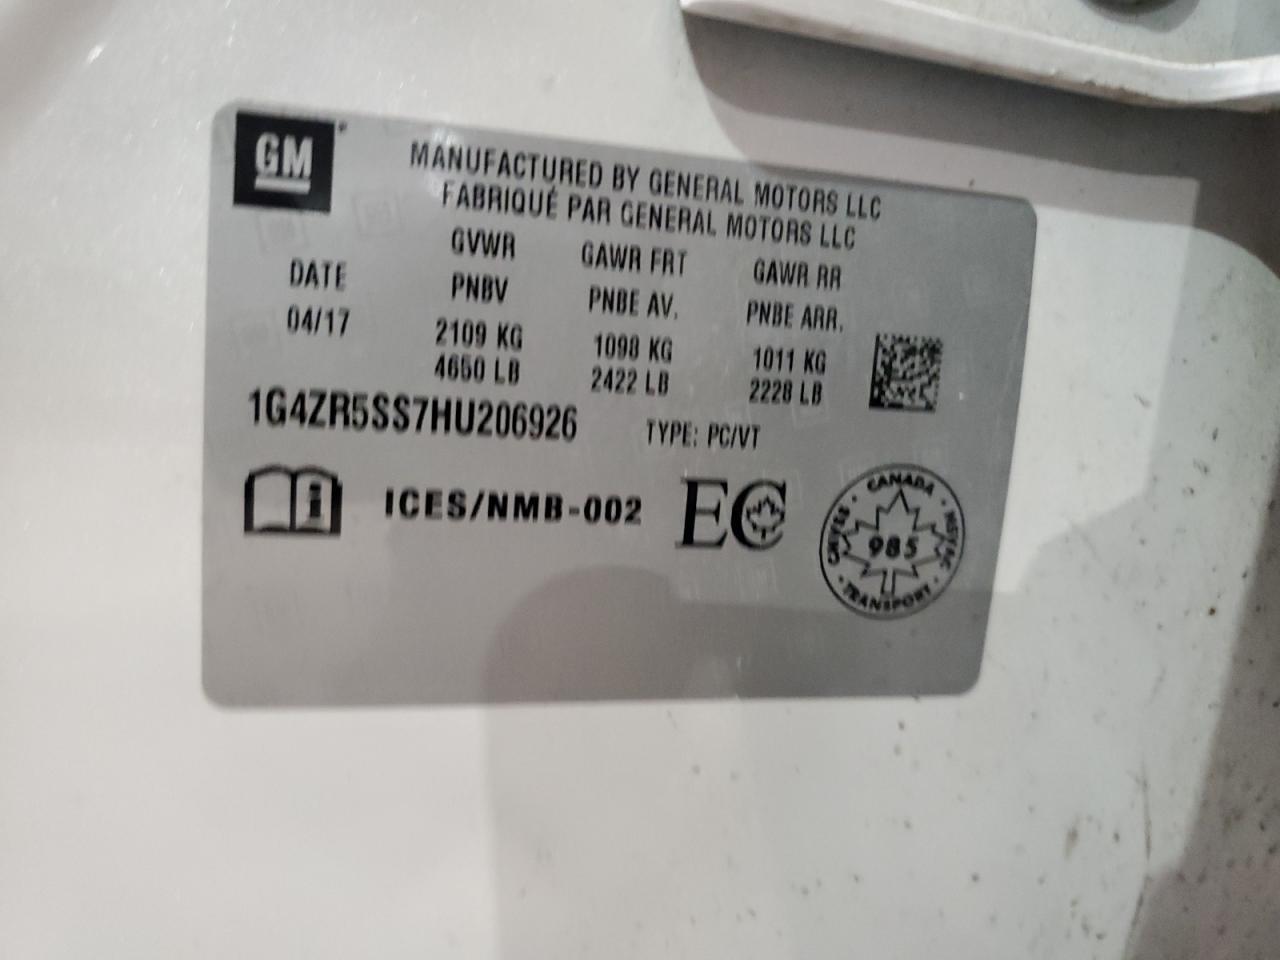 GM
MANUFACTURED BY GENERAL MOTORS LLC
FABRIQUÉ PAR GENERAL MOTORS LLC
DATE GVWR GAWR FRT GAWR RR
PNBV PNBE AV. PNBE ARR.
04/17 2109 KG 1098 KG 1011 KG
4650 LB 2422 LB 2228 LB
1G4ZR5SS7HU206926 TYPE: PC/VT
i ICES/NMB-002 EC
CANADA
985
TRANSPORT